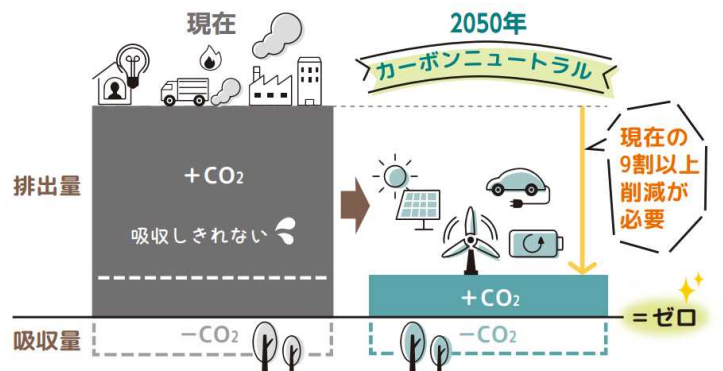 現在
2050年
カーボンニュートラル
現在の
9割以上
削減が
必要
排出量
+CO2
吸収しきれない
+CO2
=ゼロ
吸収量
-CO2
-CO2